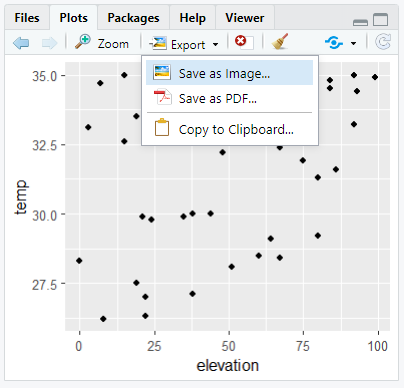 Files Plots Packages Help Viewer
Zoom Export
Save as Image...
Save as PDF...
Copy to Clipboard...
35.0
32.5
30.0
27.5
temp
0 25 50 75 100
elevation